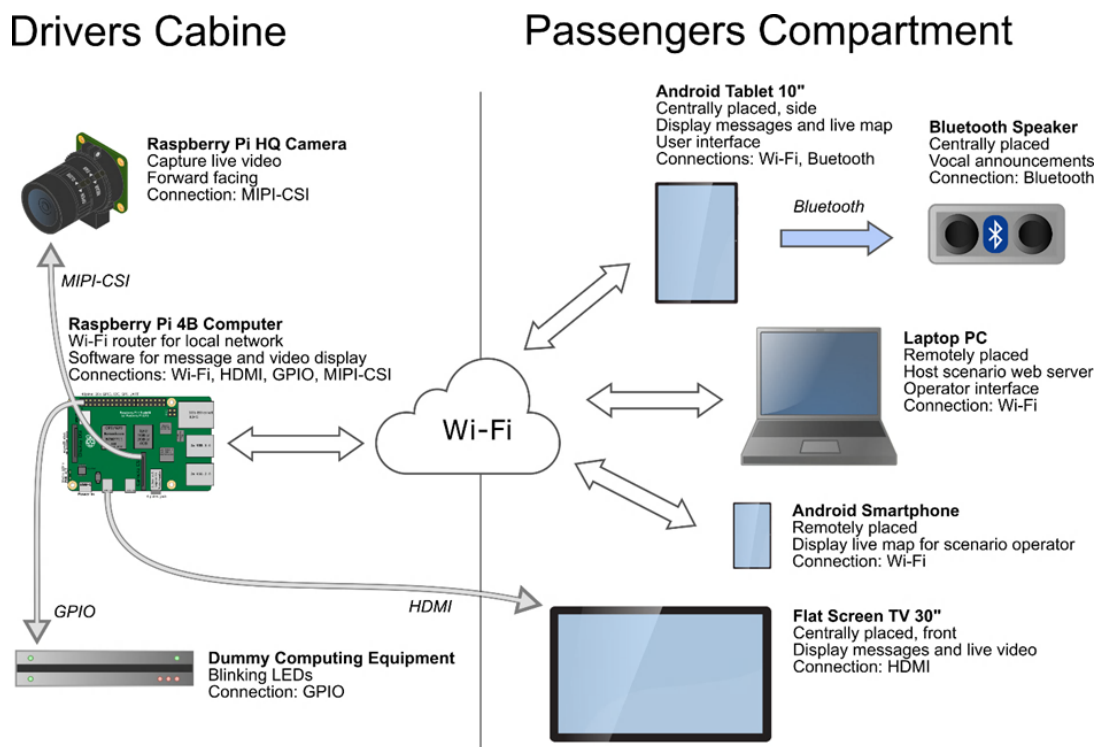 Drivers Cabine
Passengers Compartment
Raspberry Pi HQ Camera
Capture live video
Forward facing
Connection: MIPI-CSI
MIPI-CSI
Raspberry Pi 4B Computer
Wi-Fi router for local network
Software for message and video display
Connections: Wi-Fi, HDMI, GPIO, MIPI-CSI
GPIO
Dummy Computing Equipment
Blinking LEDs
Connection: GPIO
Wi-Fi
HDMI
Android Tablet 10"
Centrally placed, side
Display messages and live map
User interface
Connections: Wi-Fi, Buetooth
Bluetooth
Bluetooth Speaker
Centrally placed
Vocal announcements
Connection: Bluetooth
Laptop PC
Remotely placed
Host scenario web server
Operator interface
Connection: Wi-Fi
Android Smartphone
Remotely placed
Display live map for scenario operator
Connection: Wi-Fi
Flat Screen TV 30"
Centrally placed, front
Display messages and live video
Connection: HDMI